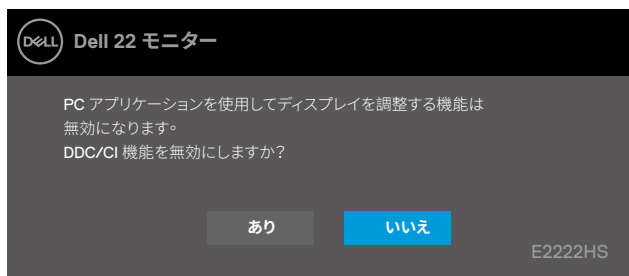 DELL Dell 22 モニター
PC アプリケーションを使用してディスプレイを調整する機能は
無効になります。
DDC/CI 機能を無効にしますか？
あり いいえ
E2222HS